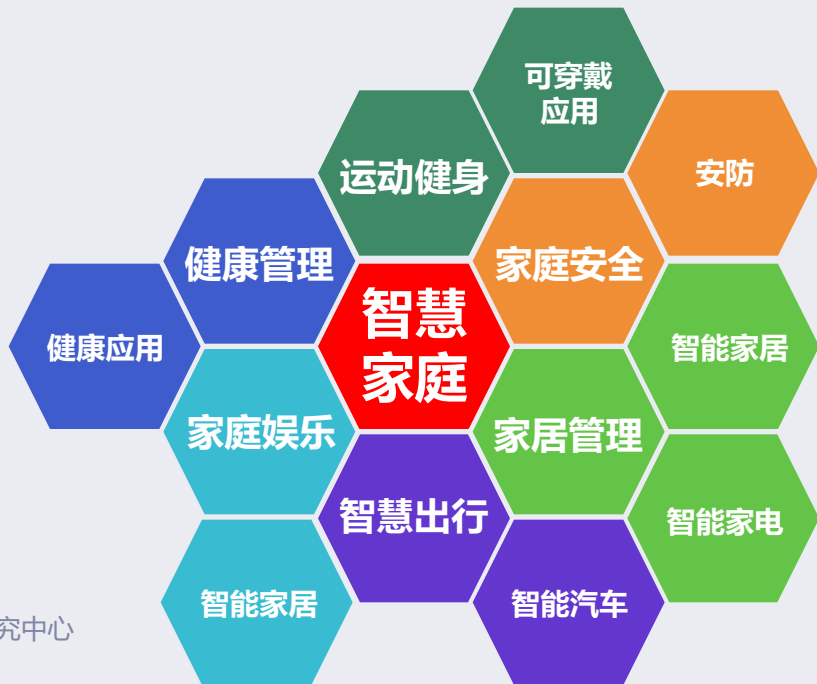 可穿戴
应用
运动健身
安防
健康管理
家庭安全
智慧
家庭
健康应用
智能家居
家庭娱乐
家居管理
智慧出行
智能家电
智能家居
智能汽车
究中心